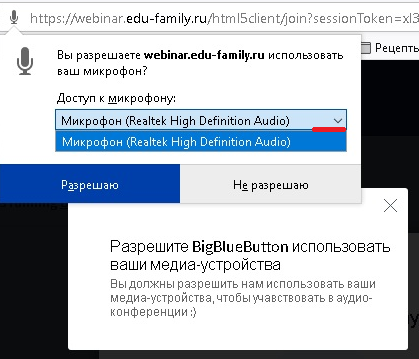 https://webinar.edu-family.ru/html5client/join?sessionToken=xl3
Рецепты
Вы разрешаете webinar.edu-family.ru использовать
ваш микрофон?
Доступ к микрофону:
Микрофон (Realtek High Definition Audio)
Микрофон (Realtek High Definition Audio)
Разрешаю
Не разрешаю
Разрешите BigBlueButton использовать
ваши медиа-устройства
Вы должны разрешить нам использовать ваши
медиа-устройства, чтобы учавствовать в аудио-
конференции :)